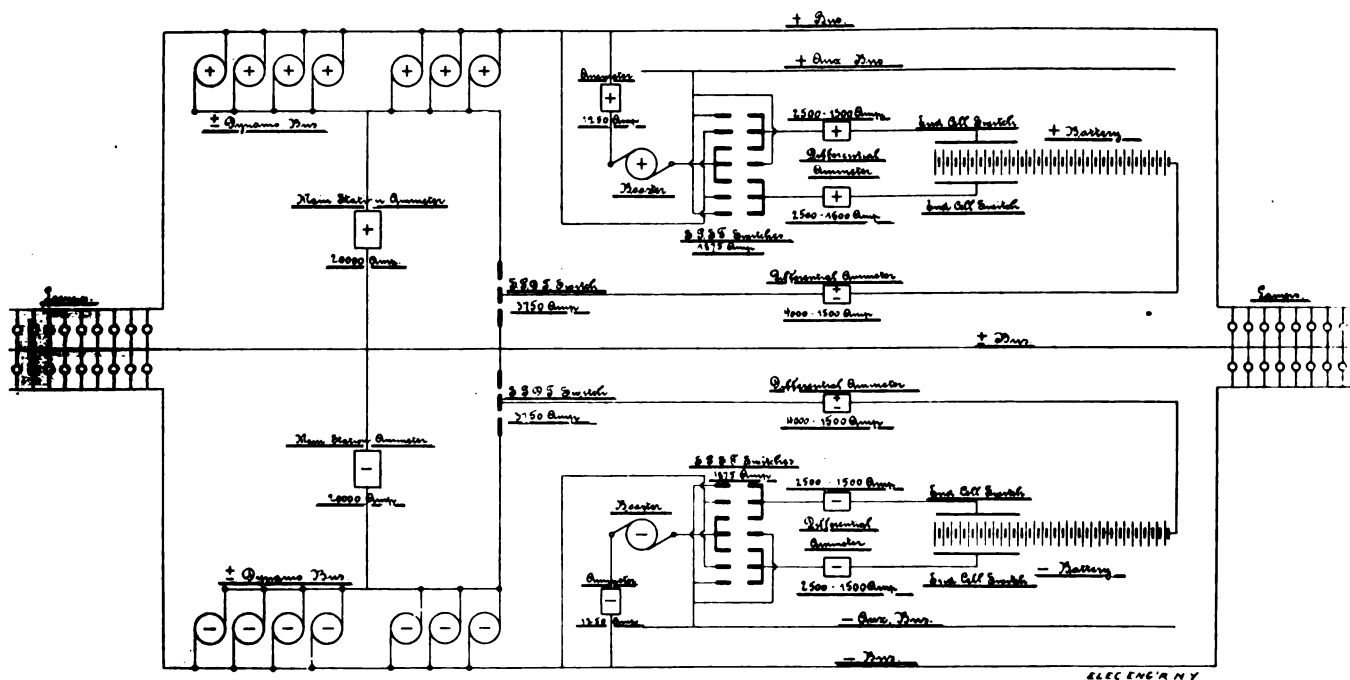 + Bus.
+ Aux Bus
Ammeter
+
1250 Amp
± Dynamo Bus
+
Booster
2500-1500 Amp
+
Differential
Ammeter
+
2500-1600 Amp
End Cell Switch
+ Battery
End Cell Switch
S.P.S.T. Switches
1875 Amp
Main Station Ammeter
+
20000 Amp.
S.P.D.T. Switch
3750 Amp
Differential Ammeter
±
4000-1500 Amp
Lamps.
Lamps.
± Bus
S P D T Switch
3750 Amp
Differential Ammeter
±
4000-1500 Amp
Main Station Ammeter
−
20000 Amp
S P S T Switches
1875 Amp
2500-1500 Amp
−
Differential
Ammeter
−
2500-1500 Amp
End Cell Switch
End Cell Switch
− Battery
Booster
−
± Dynamo Bus
Ammeter
−
1250 Amp
− Aux. Bus.
− Bus.
ELEC ENG'R N Y